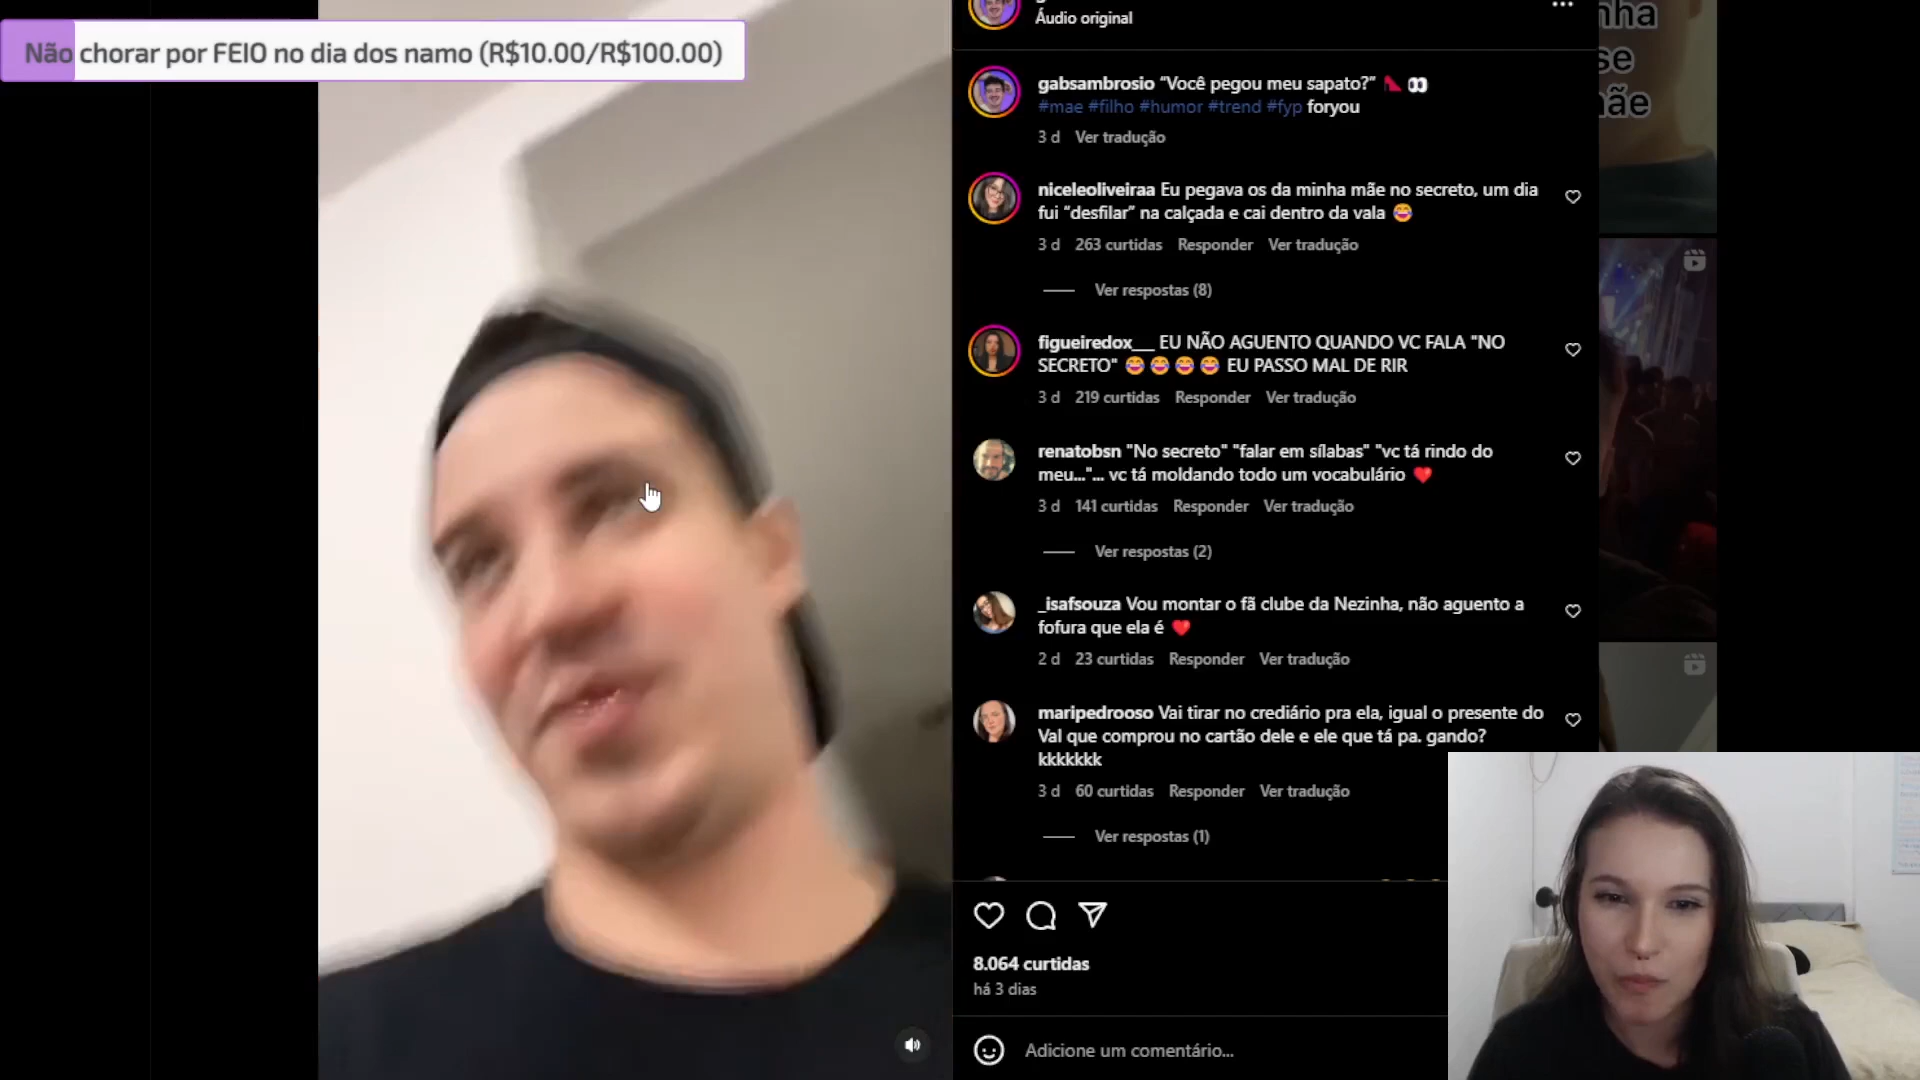 Não chorar por FEIO no dia dos namo (R$10.00/R$100.00)
Áudio original
gabsambrosio “Você pegou meu sapato?” 👠 👀
#mae #filho #humor #trend #fyp foryou
3 d Ver tradução
niceleoliveiraa Eu pegava os da minha mãe no secreto, um dia
fui “desfilar” na calçada e cai dentro da vala 😂
3 d 263 curtidas Responder Ver tradução
Ver respostas (8)
figueiredox__ EU NÃO AGUENTO QUANDO VC FALA "NO
SECRETO" 😂 😂 😂 😂 EU PASSO MAL DE RIR
3 d 219 curtidas Responder Ver tradução
renatobsn "No secreto" "falar em sílabas" "vc tá rindo do
meu..."... vc tá moldando todo um vocabulário ❤️
3 d 141 curtidas Responder Ver tradução
Ver respostas (2)
_isafsouza Vou montar o fã clube da Nezinha, não aguento a
fofura que ela é ❤️
2 d 23 curtidas Responder Ver tradução
maripedrooso Vai tirar no crediário pra ela, igual o presente do
Val que comprou no cartão dele e ele que tá pa. gando?
kkkkkkk
3 d 60 curtidas Responder Ver tradução
Ver respostas (1)
8.064 curtidas
há 3 dias
Adicione um comentário...
nha
se
mãe